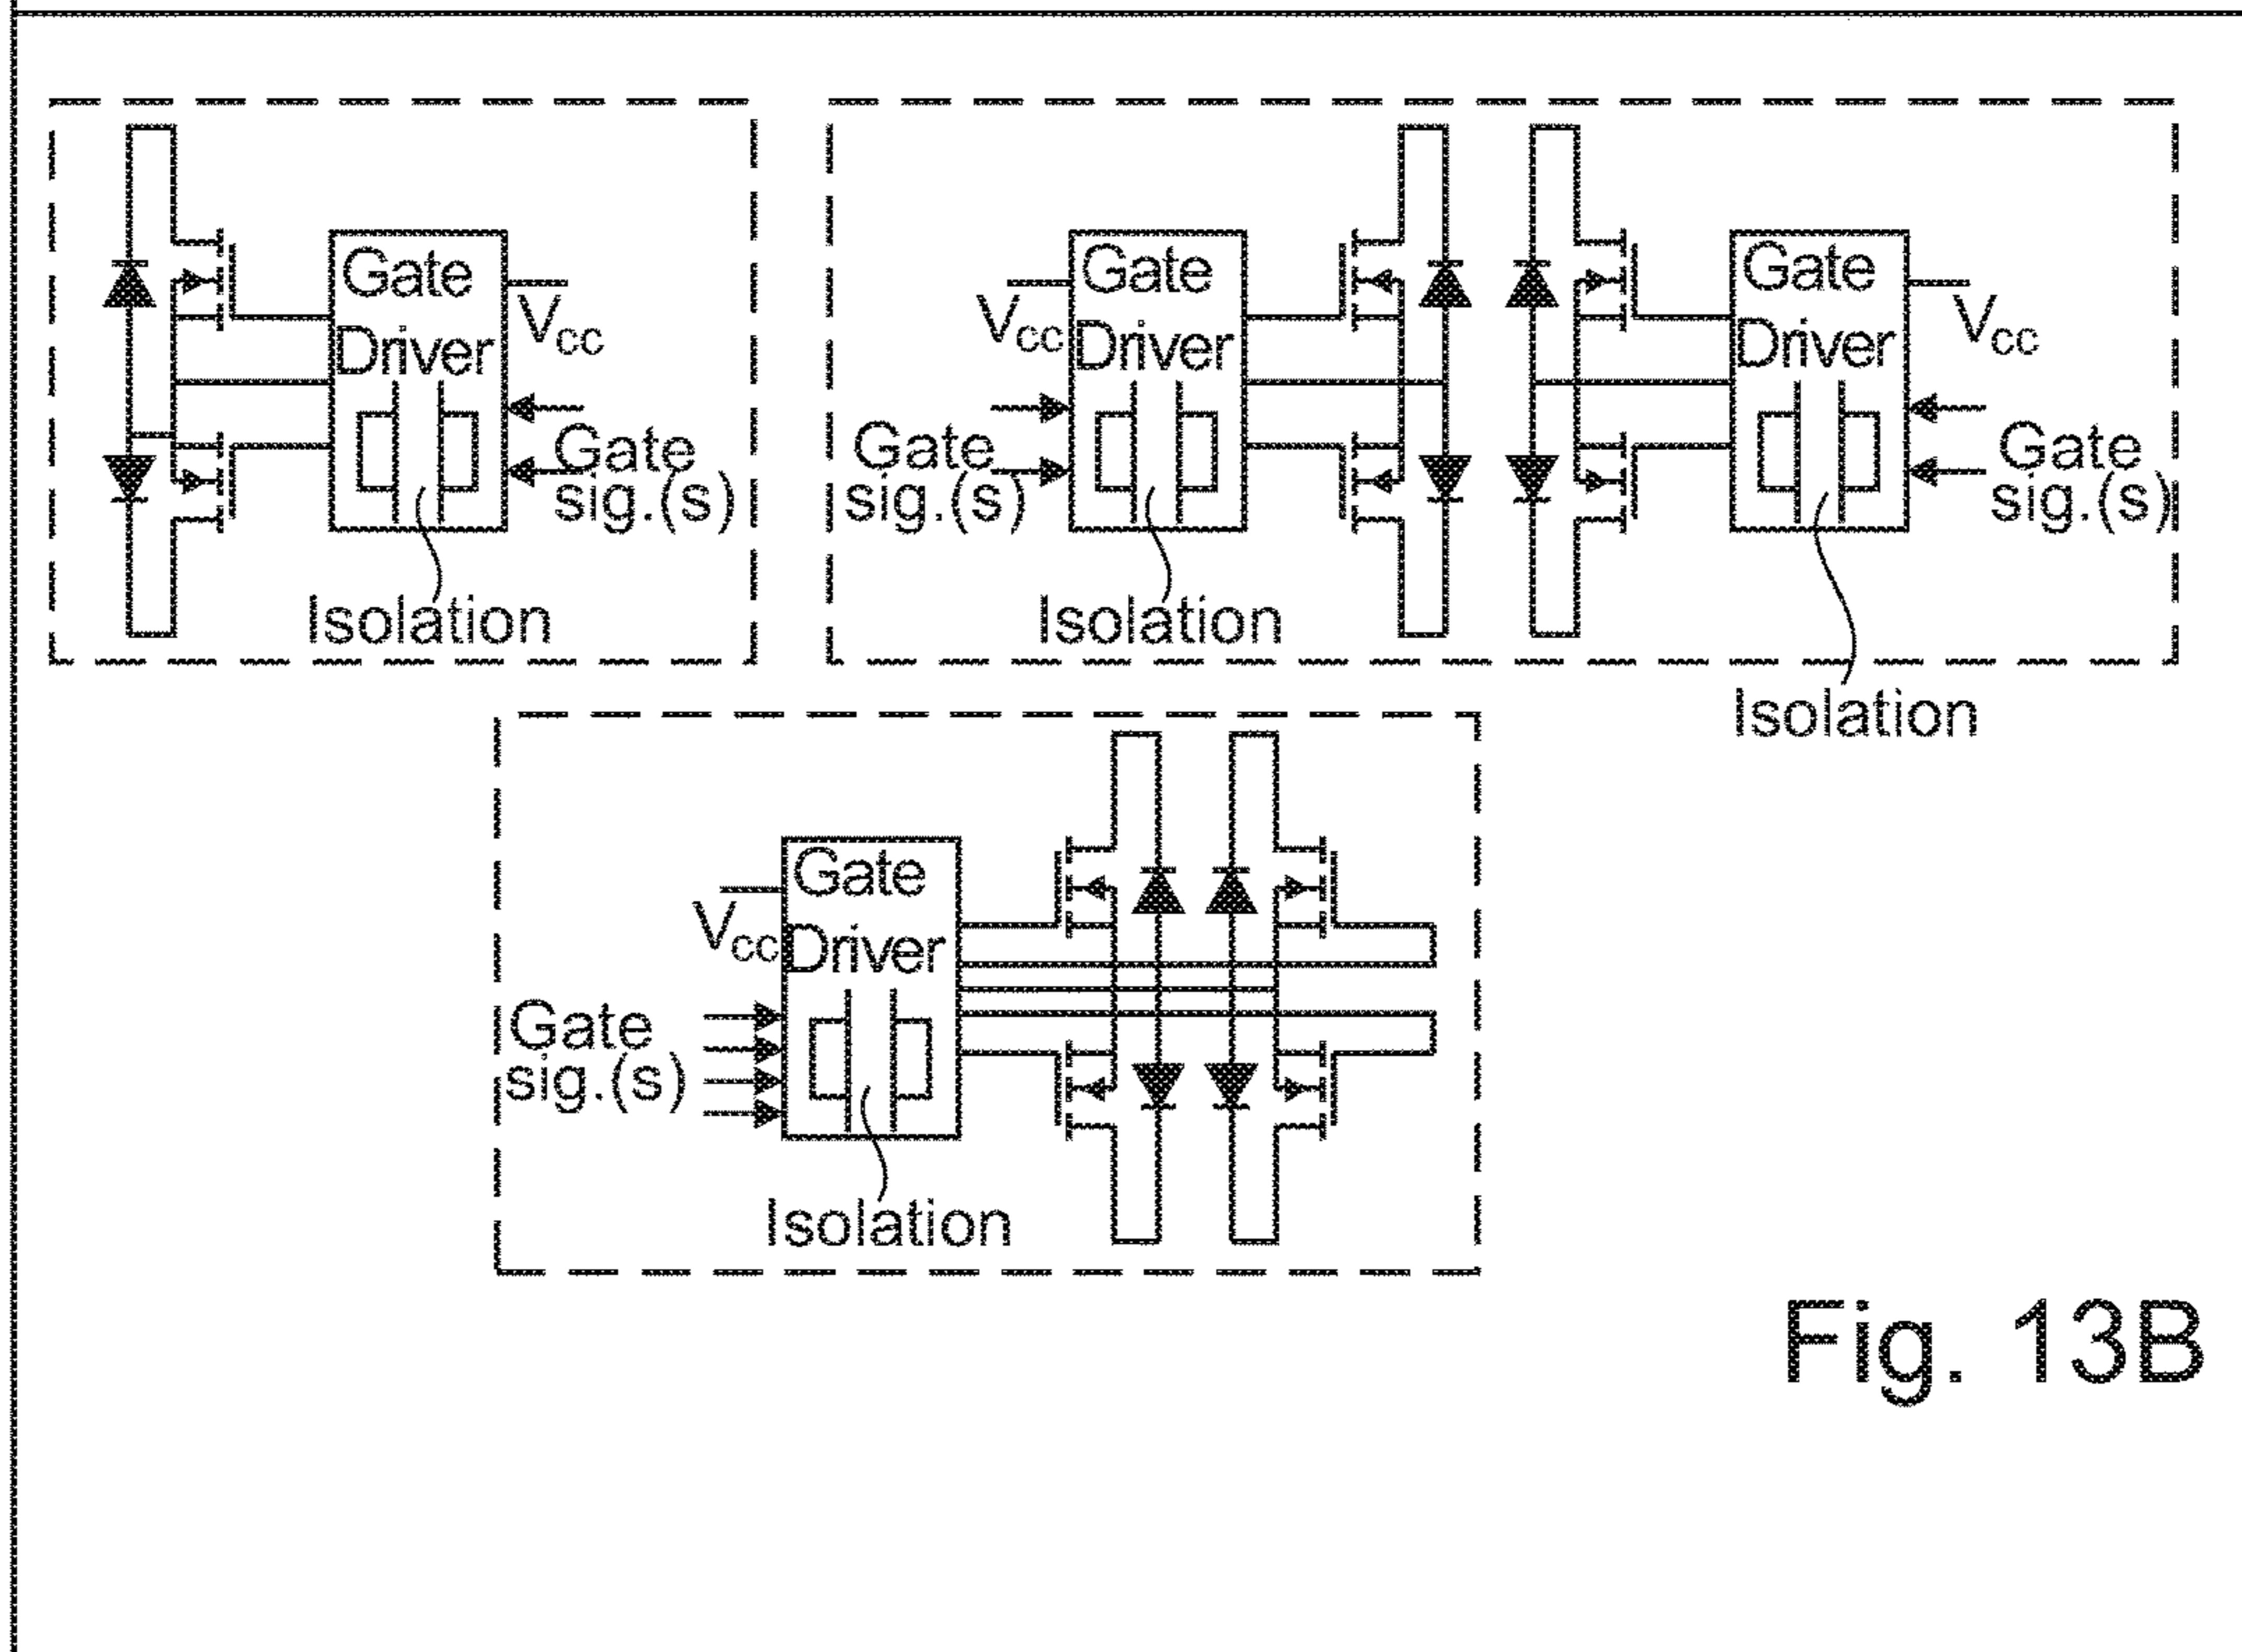 Gate
Driver
Vcc
Gate
sig.(s)
Isolation
Gate
Driver
Vcc
Gate
sig.(s)
Isolation
Gate
Driver
Vcc
Gate
sig.(s)
Isolation
Gate
Driver
Vcc
Gate
sig.(s)
Isolation
Fig. 13B